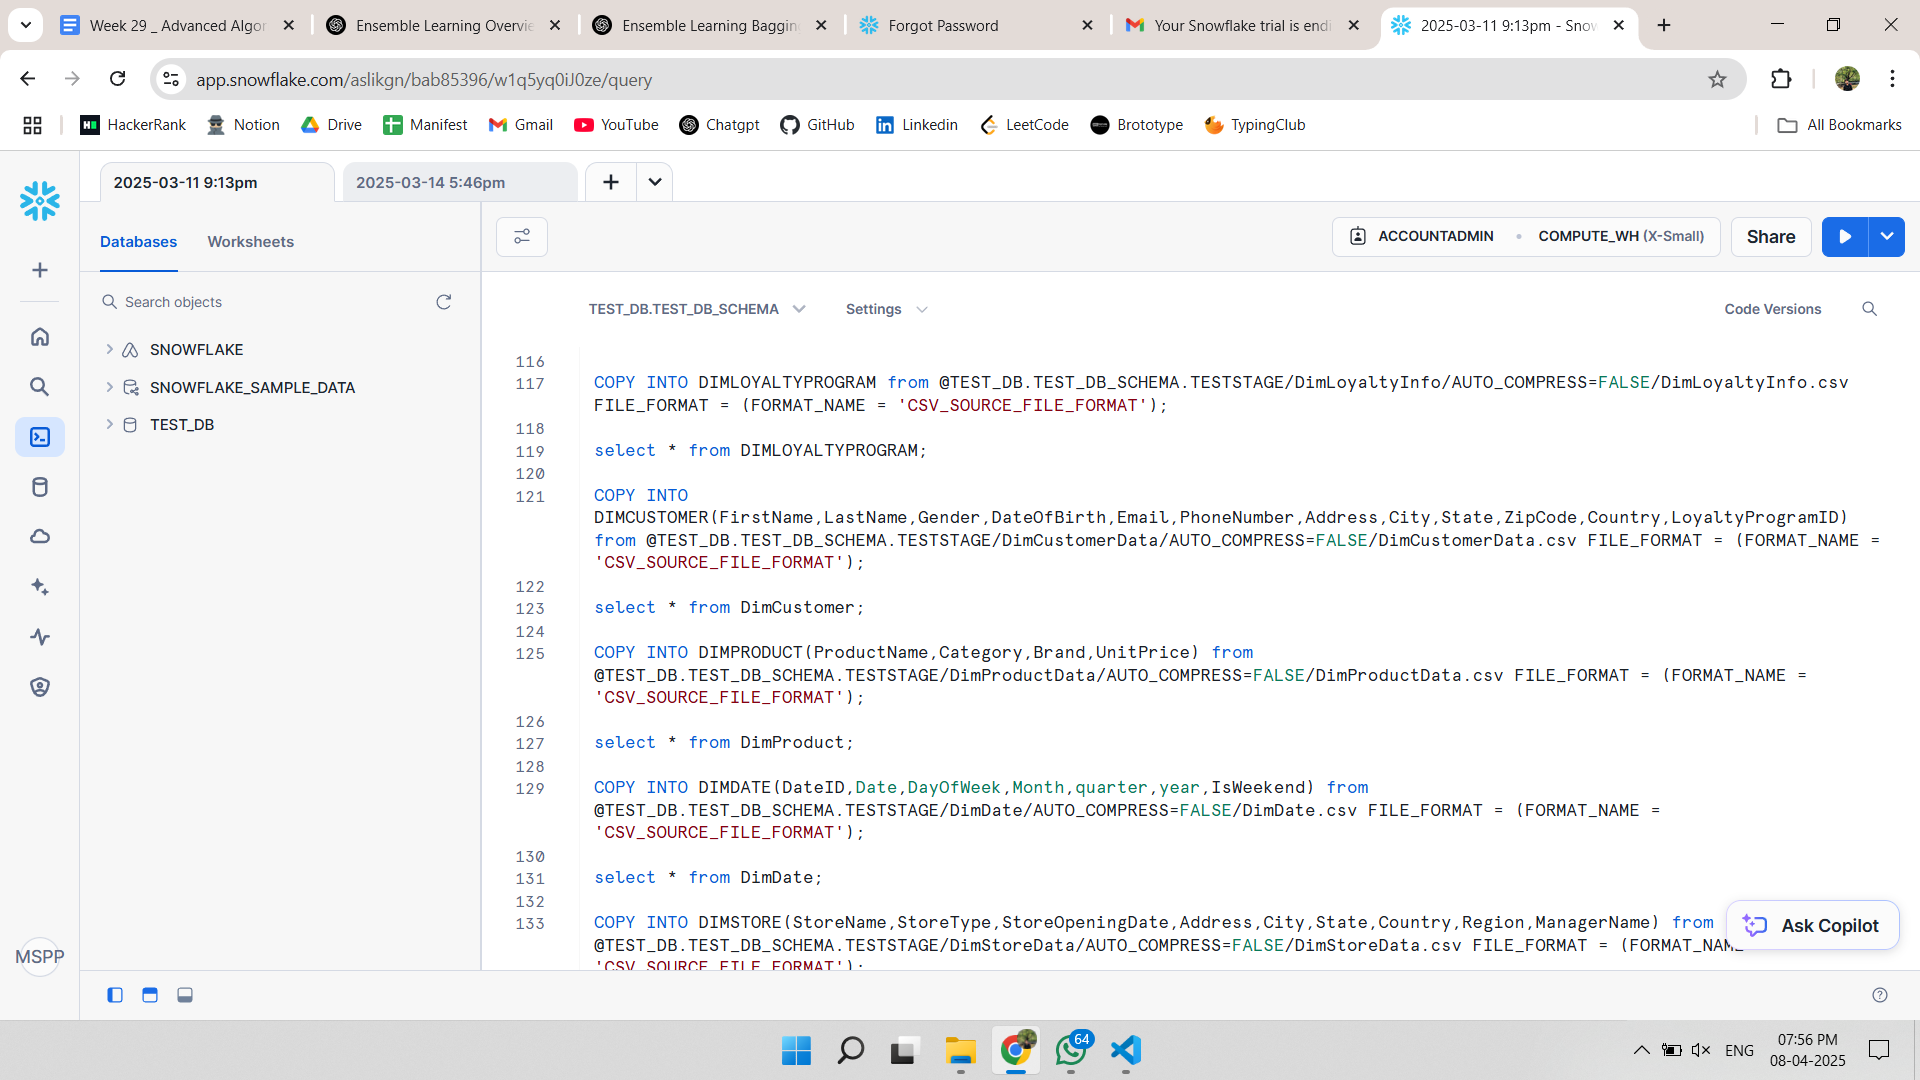 Week 29 _ Advanced Algor
Ensemble Learning Overvie
Ensemble Learning Baggin
Forgot Password
Your Snowflake trial is endi
2025-03-11 9:13pm - Snow
app.snowflake.com/aslikgn/bab85396/w1q5yq0iJ0ze/query
HackerRank
Notion
Drive
Manifest
Gmail
YouTube
Chatgpt
GitHub
Linkedin
LeetCode
Brototype
TypingClub
All Bookmarks
2025-03-11 9:13pm
2025-03-14 5:46pm
Databases
Worksheets
ACCOUNTADMIN
COMPUTE_WH (X-Small)
Share
Search objects
SNOWFLAKE
SNOWFLAKE_SAMPLE_DATA
TEST_DB
TEST_DB.TEST_DB_SCHEMA
Settings
Code Versions
116
117 COPY INTO DIMLOYALTYPROGRAM from @TEST_DB.TEST_DB_SCHEMA.TESTSTAGE/DimLoyaltyInfo/AUTO_COMPRESS=FALSE/DimLoyaltyInfo.csv
FILE_FORMAT = (FORMAT_NAME = 'CSV_SOURCE_FILE_FORMAT');
118
119 select * from DIMLOYALTYPROGRAM;
120
121 COPY INTO
DIMCUSTOMER(FirstName,LastName,Gender,DateOfBirth,Email,PhoneNumber,Address,City,State,ZipCode,Country,LoyaltyProgramID)
from @TEST_DB.TEST_DB_SCHEMA.TESTSTAGE/DimCustomerData/AUTO_COMPRESS=FALSE/DimCustomerData.csv FILE_FORMAT = (FORMAT_NAME =
'CSV_SOURCE_FILE_FORMAT');
122
123 select * from DimCustomer;
124
125 COPY INTO DIMPRODUCT(ProductName,Category,Brand,UnitPrice) from
@TEST_DB.TEST_DB_SCHEMA.TESTSTAGE/DimProductData/AUTO_COMPRESS=FALSE/DimProductData.csv FILE_FORMAT = (FORMAT_NAME =
'CSV_SOURCE_FILE_FORMAT');
126
127 select * from DimProduct;
128
129 COPY INTO DIMDATE(DateID,Date,DayOfWeek,Month,quarter,year,IsWeekend) from
@TEST_DB.TEST_DB_SCHEMA.TESTSTAGE/DimDate/AUTO_COMPRESS=FALSE/DimDate.csv FILE_FORMAT = (FORMAT_NAME =
'CSV_SOURCE_FILE_FORMAT');
130
131 select * from DimDate;
132
133 COPY INTO DIMSTORE(StoreName,StoreType,StoreOpeningDate,Address,City,State,Country,Region,ManagerName) from
@TEST_DB.TEST_DB_SCHEMA.TESTSTAGE/DimStoreData/AUTO_COMPRESS=FALSE/DimStoreData.csv FILE_FORMAT = (FORMAT_NAME
'CSV_SOURCE_FILE_FORMAT');
Ask Copilot
MSPP
64
ENG
07:56 PM
08-04-2025